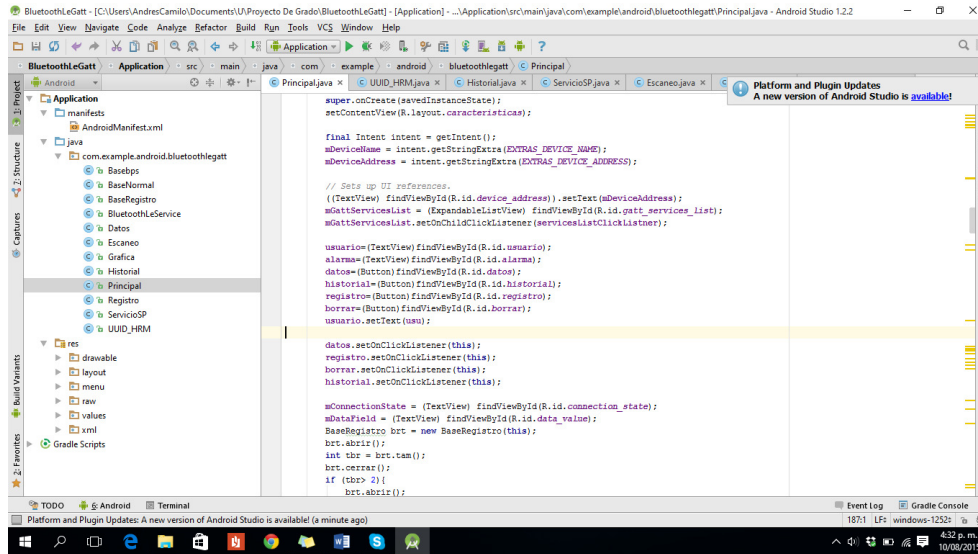 BluetoothLeGatt - [C:\Users\AndresCamilo\Documents\U\Proyecto De Grado\BluetoothLeGatt] - [Application] - ...\Application\src\main\java\com\example\android\bluetoothlegatt\Principal.java - Android Studio 1.2.2
File Edit View Navigate Code Analyze Refactor Build Run Tools VCS Window Help
Application
BluetoothLeGatt Application src main java com example android bluetoothlegatt Principal
Android
Principal.java UUID_HRM.java Historial.java ServicioSP.java Escaneo.java
Platform and Plugin Updates
A new version of Android Studio is available!
1: Project
Z: Structure
Captures
Build Variants
2: Favorites
Application
manifests
AndroidManifest.xml
java
com.example.android.bluetoothlegatt
Basebps
BaseNormal
BaseRegistro
BluetoothLeService
Datos
Escaneo
Grafica
Historial
Principal
Registro
ServicioSP
UUID_HRM
res
drawable
layout
menu
raw
values
xml
Gradle Scripts
super.onCreate(savedInstanceState);
setContentView(R.layout.caracteristicas);
final Intent intent = getIntent();
mDeviceName = intent.getStringExtra(EXTRAS_DEVICE_NAME);
mDeviceAddress = intent.getStringExtra(EXTRAS_DEVICE_ADDRESS);
// Sets up UI references.
((TextView) findViewById(R.id.device_address)).setText(mDeviceAddress);
mGattServicesList = (ExpandableListView) findViewById(R.id.gatt_services_list);
mGattServicesList.setOnChildClickListener(servicesListClickListner);
usuario=(TextView)findViewById(R.id.usuario);
alarma=(TextView)findViewById(R.id.alarma);
datos=(Button)findViewById(R.id.datos);
historial=(Button)findViewById(R.id.historial);
registro=(Button)findViewById(R.id.registro);
borrar=(Button)findViewById(R.id.borrar);
usuario.setText(usu);
datos.setOnClickListener(this);
registro.setOnClickListener(this);
borrar.setOnClickListener(this);
historial.setOnClickListener(this);
mConnectionState = (TextView) findViewById(R.id.connection_state);
mDataField = (TextView) findViewById(R.id.data_value);
BaseRegistro brt = new BaseRegistro(this);
brt.abrir();
int tbr = brt.tam();
brt.cerrar();
if (tbr> 2){
brt.abrir();
TODO 6: Android Terminal Event Log Gradle Console
Platform and Plugin Updates: A new version of Android Studio is available! (a minute ago) 187:1 LF windows-1252
4:32 p. m.